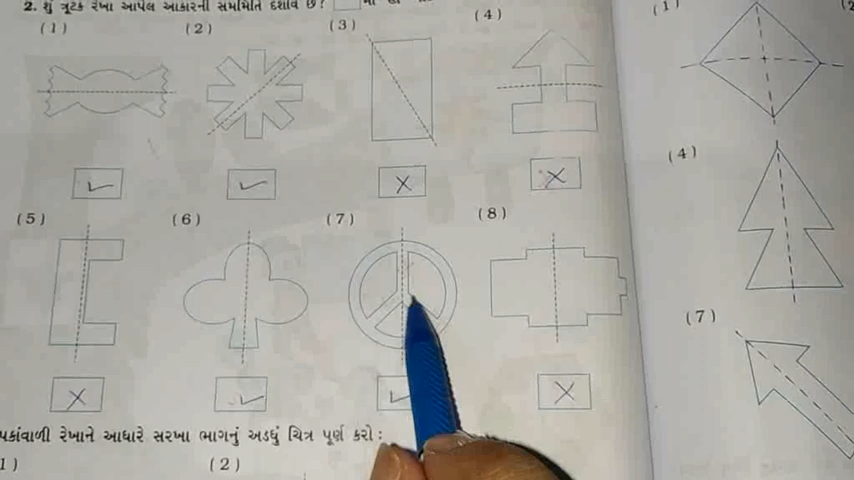 2. શું ત્રૂટક રેખા આપેલ આકારની સમમિતિ દર્શાવે છે?
(1) (2) (3) (4) (1)
(4)
(5) (6) (7) (8)
(7)
પકાંવાળી રેખાને આધારે સરખા ભાગનું અડધું ચિત્ર પૂર્ણ કરો:
1) (2)